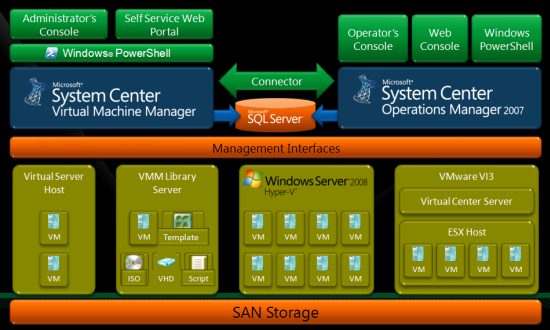 Administrator's
Console
Self Service Web
Portal
Windows® PowerShell
Operator's
Console
Web
Console
Windows
PowerShell
Connector
Microsoft®
System Center
Virtual Machine Manager
Microsoft®
SQL Server
Microsoft®
System Center
Operations Manager 2007
Management Interfaces
Virtual Server
Host
VM
VM
VMM Library
Server
VM
Template
ISO
VHD
Script
Windows Server 2008
Hyper-V
VM
VM
VM
VM
VM
VM
VM
VM
VMware VI3
Virtual Center Server
ESX Host
VM
VM
VM
VM
SAN Storage